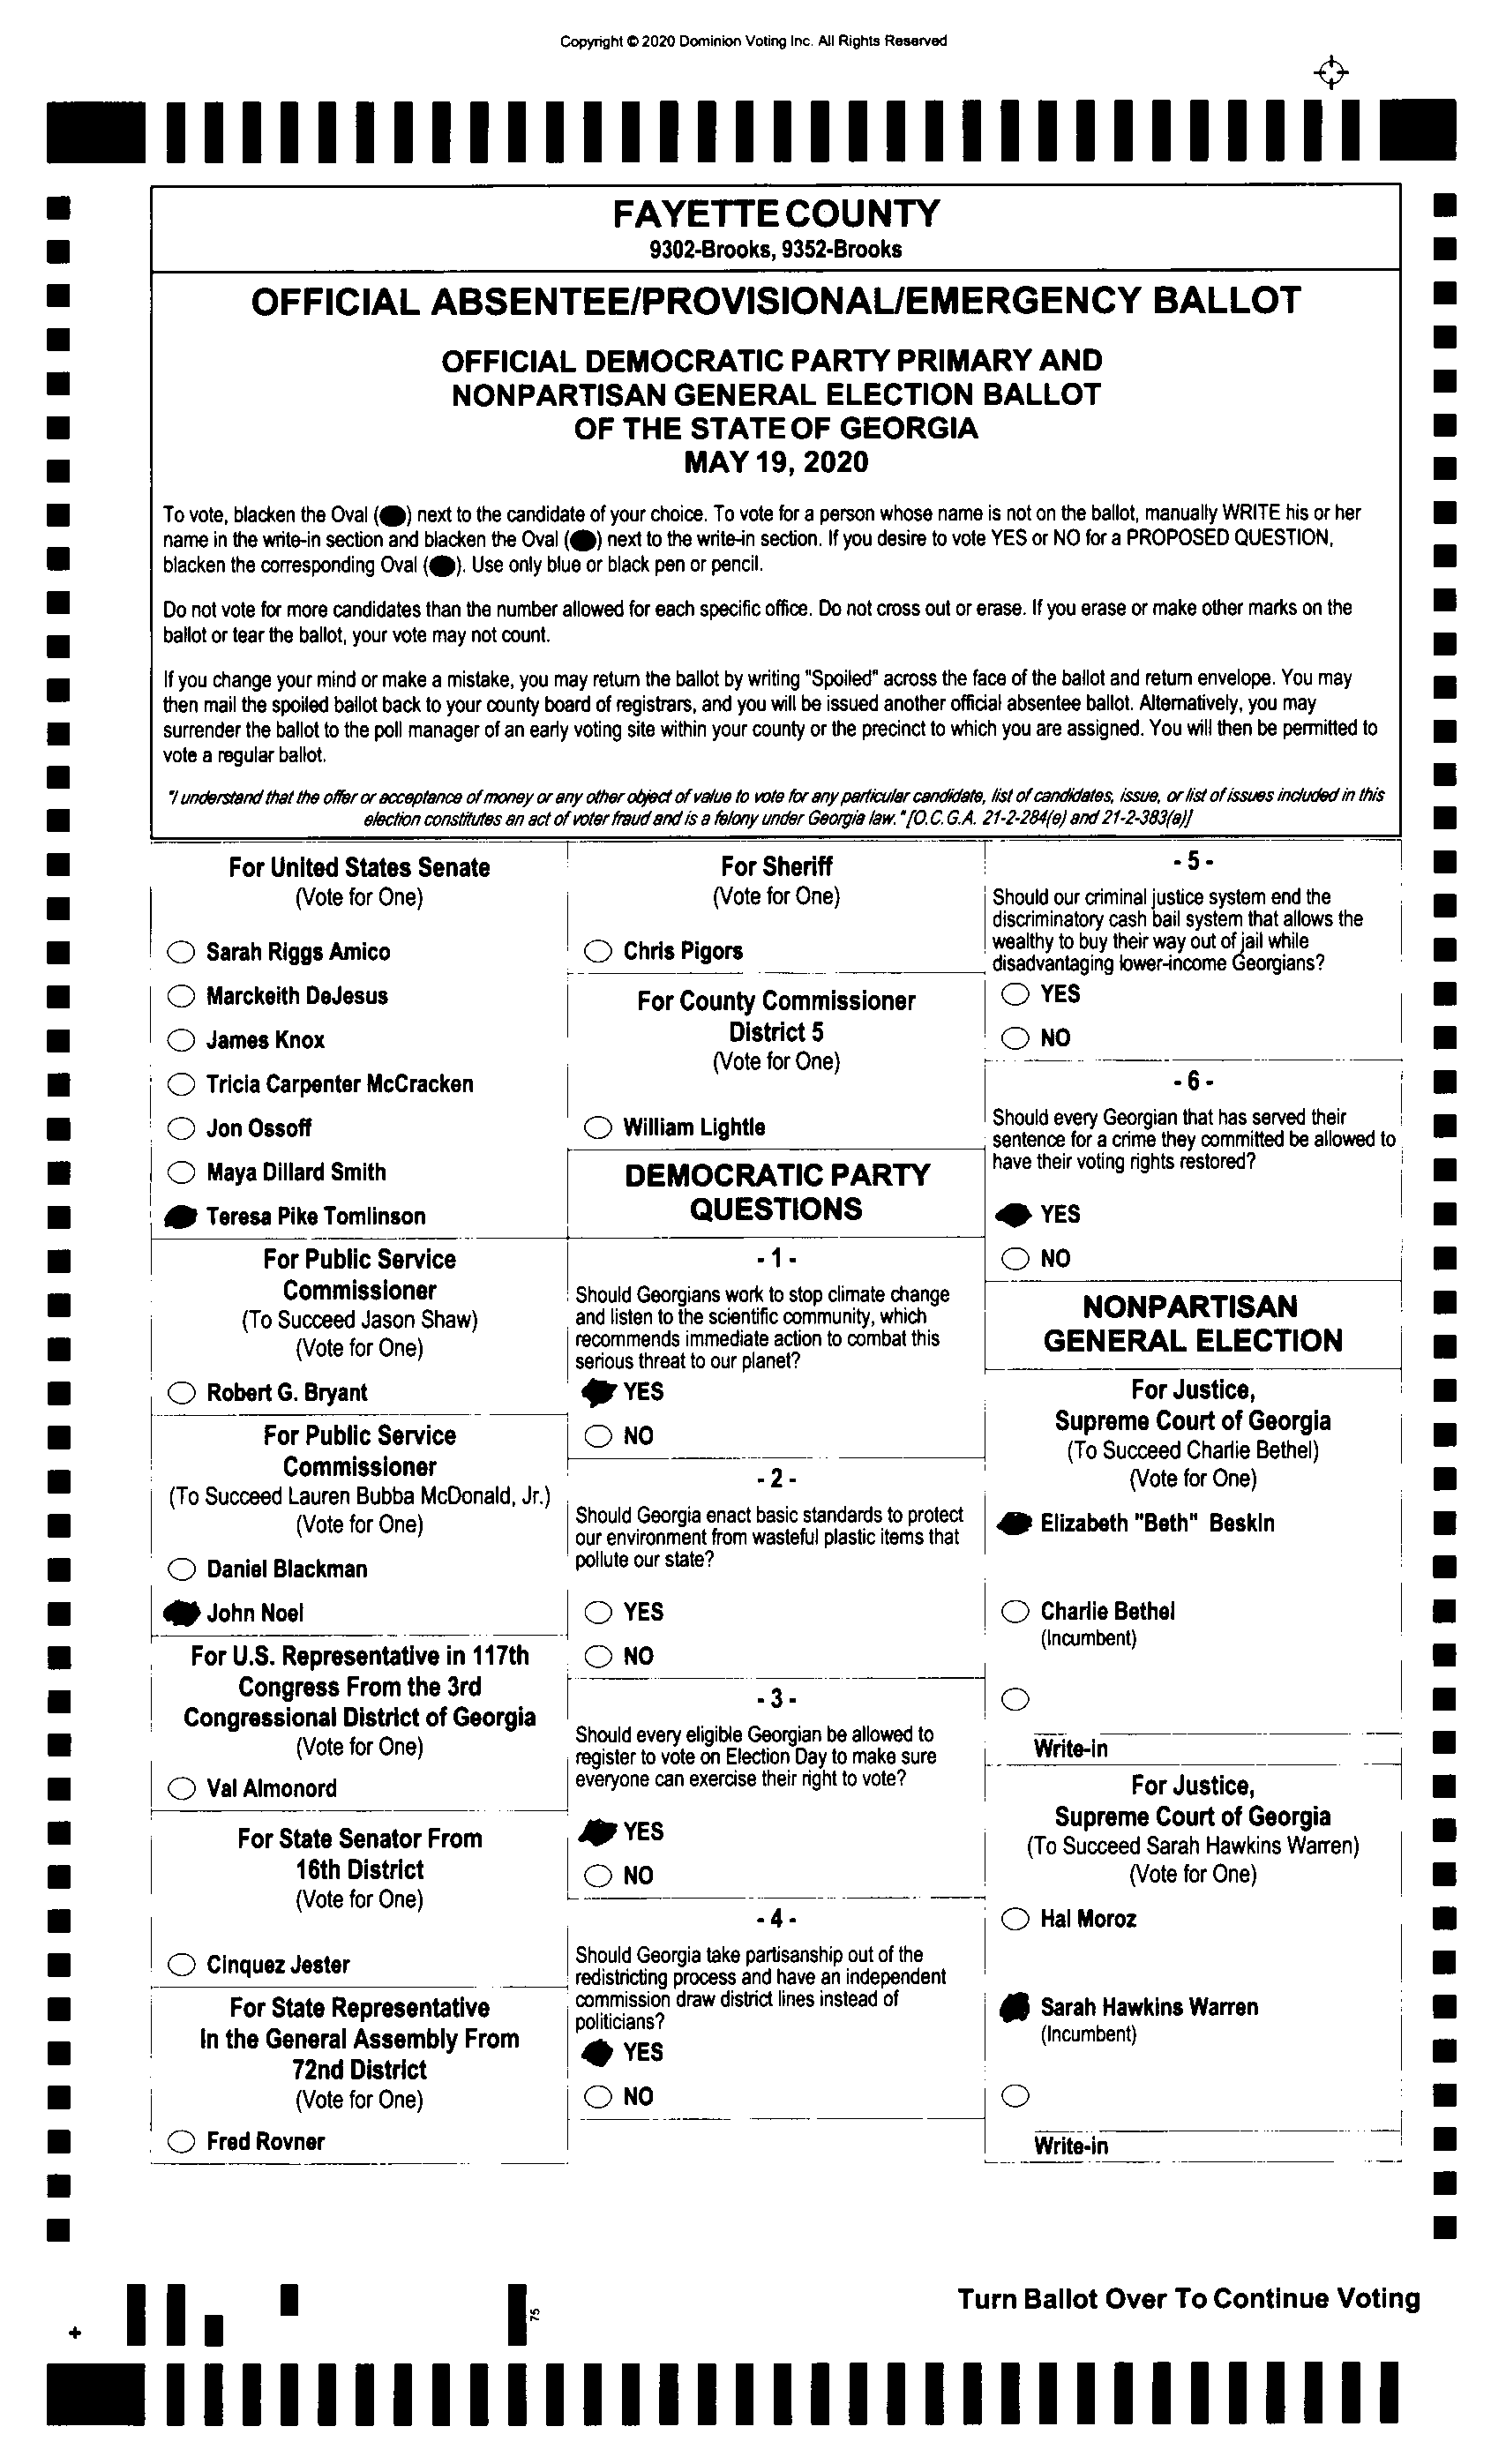 Copyright © 2020 Dominion Voting Inc. All Rights Reserved
FAYETTE COUNTY
9302-Brooks, 9352-Brooks
OFFICIAL ABSENTEE/PROVISIONAL/EMERGENCY BALLOT
OFFICIAL DEMOCRATIC PARTY PRIMARY AND
NONPARTISAN GENERAL ELECTION BALLOT
OF THE STATE OF GEORGIA
MAY 19, 2020
To vote, blacken the Oval ( ) next to the candidate of your choice. To vote for a person whose name is not on the ballot, manually WRITE his or her
name in the write-in section and blacken the Oval ( ) next to the write-in section. If you desire to vote YES or NO for a PROPOSED QUESTION,
blacken the corresponding Oval ( ). Use only blue or black pen or pencil.
Do not vote for more candidates than the number allowed for each specific office. Do not cross out or erase. If you erase or make other marks on the
ballot or tear the ballot, your vote may not count.
If you change your mind or make a mistake, you may return the ballot by writing "Spoiled" across the face of the ballot and return envelope. You may
then mail the spoiled ballot back to your county board of registrars, and you will be issued another official absentee ballot. Alternatively, you may
surrender the ballot to the poll manager of an early voting site within your county or the precinct to which you are assigned. You will then be permitted to
vote a regular ballot.
"I understand that the offer or acceptance of money or any other object of value to vote for any particular candidate, list of candidates, issue, or list of issues included in this
election constitutes an act of voter fraud and is a felony under Georgia law." [O.C.G.A. 21-2-284(e) and 21-2-383(a)]
For United States Senate
(Vote for One)
Sarah Riggs Amico
Marckeith DeJesus
James Knox
Tricia Carpenter McCracken
Jon Ossoff
Maya Dillard Smith
Teresa Pike Tomlinson
For Public Service
Commissioner
(To Succeed Jason Shaw)
(Vote for One)
Robert G. Bryant
For Public Service
Commissioner
(To Succeed Lauren Bubba McDonald, Jr.)
(Vote for One)
Daniel Blackman
John Noel
For U.S. Representative in 117th
Congress From the 3rd
Congressional District of Georgia
(Vote for One)
Val Almonord
For State Senator From
16th District
(Vote for One)
Cinquez Jester
For State Representative
In the General Assembly From
72nd District
(Vote for One)
Fred Rovner
For Sheriff
(Vote for One)
Chris Pigors
For County Commissioner
District 5
(Vote for One)
William Lightle
DEMOCRATIC PARTY
QUESTIONS
- 1 -
Should Georgians work to stop climate change
and listen to the scientific community, which
recommends immediate action to combat this
serious threat to our planet?
YES
NO
- 2 -
Should Georgia enact basic standards to protect
our environment from wasteful plastic items that
pollute our state?
YES
NO
- 3 -
Should every eligible Georgian be allowed to
register to vote on Election Day to make sure
everyone can exercise their right to vote?
YES
NO
- 4 -
Should Georgia take partisanship out of the
redistricting process and have an independent
commission draw district lines instead of
politicians?
YES
NO
- 5 -
Should our criminal justice system end the
discriminatory cash bail system that allows the
wealthy to buy their way out of jail while
disadvantaging lower-income Georgians?
YES
NO
- 6 -
Should every Georgian that has served their
sentence for a crime they committed be allowed to
have their voting rights restored?
YES
NO
NONPARTISAN
GENERAL ELECTION
For Justice,
Supreme Court of Georgia
(To Succeed Charlie Bethel)
(Vote for One)
Elizabeth "Beth" Beskin
Charlie Bethel
(Incumbent)
Write-in
For Justice,
Supreme Court of Georgia
(To Succeed Sarah Hawkins Warren)
(Vote for One)
Hal Moroz
Sarah Hawkins Warren
(Incumbent)
Write-in
Turn Ballot Over To Continue Voting
75